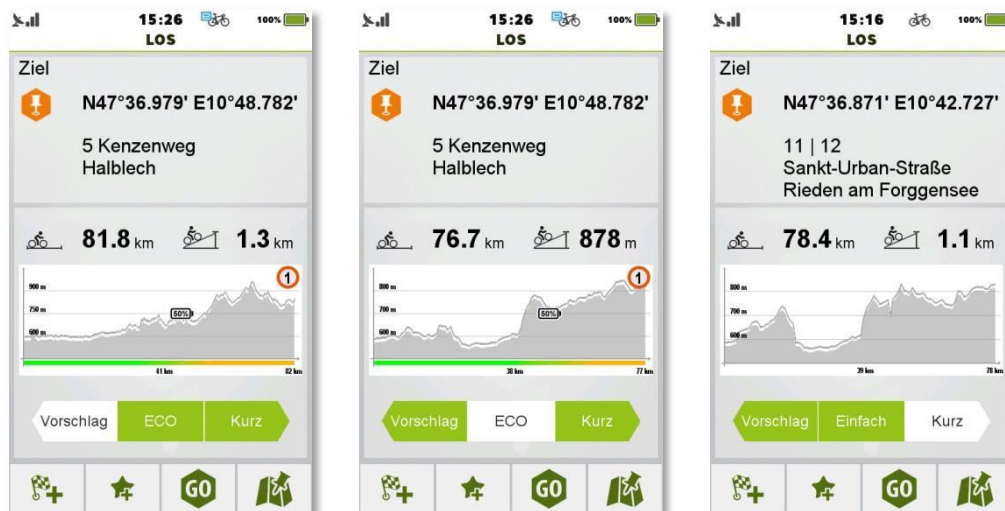 15:26 100%
LOS
Ziel
N47°36.979' E10°48.782'
5 Kenzenweg
Halblech
81.8 km 1.3 km
1
900 m
750 m
50%
600 m
41 km 82 km
Vorschlag ECO Kurz
GO
15:26 100%
LOS
Ziel
N47°36.979' E10°48.782'
5 Kenzenweg
Halblech
76.7 km 878 m
1
800 m
700 m
50%
600 m
38 km 77 km
Vorschlag ECO Kurz
GO
15:16 100%
LOS
Ziel
N47°36.871' E10°42.727'
11 | 12
Sankt-Urban-Straße
Rieden am Forggensee
78.4 km 1.1 km
800 m
700 m
600 m
39 km 78 km
Vorschlag Einfach Kurz
GO